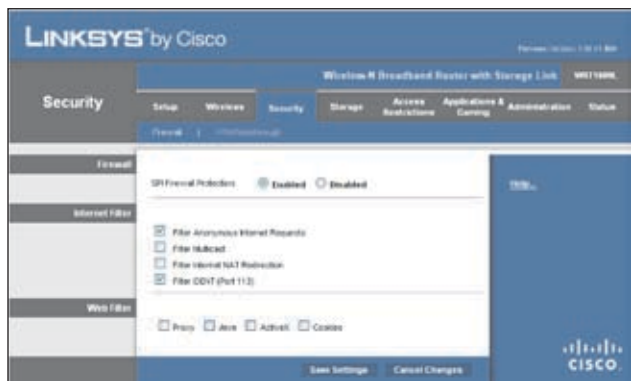 LINKSYS® by Cisco
Wireless-N Broadband Router with Storage Link
WRT160NL
Security
Setup Wireless Security Storage Access Restrictions Applications & Gaming Administration Status
Firewall |
Firewall
SPI Firewall Protection: Enabled Disabled
Help...
Internet Filter
Filter Anonymous Internet Requests
Filter Multicast
Filter Internet NAT Redirection
Filter IDENT (Port 113)
Web Filter
Proxy Java ActiveX Cookies
Save Settings Cancel Changes
CISCO